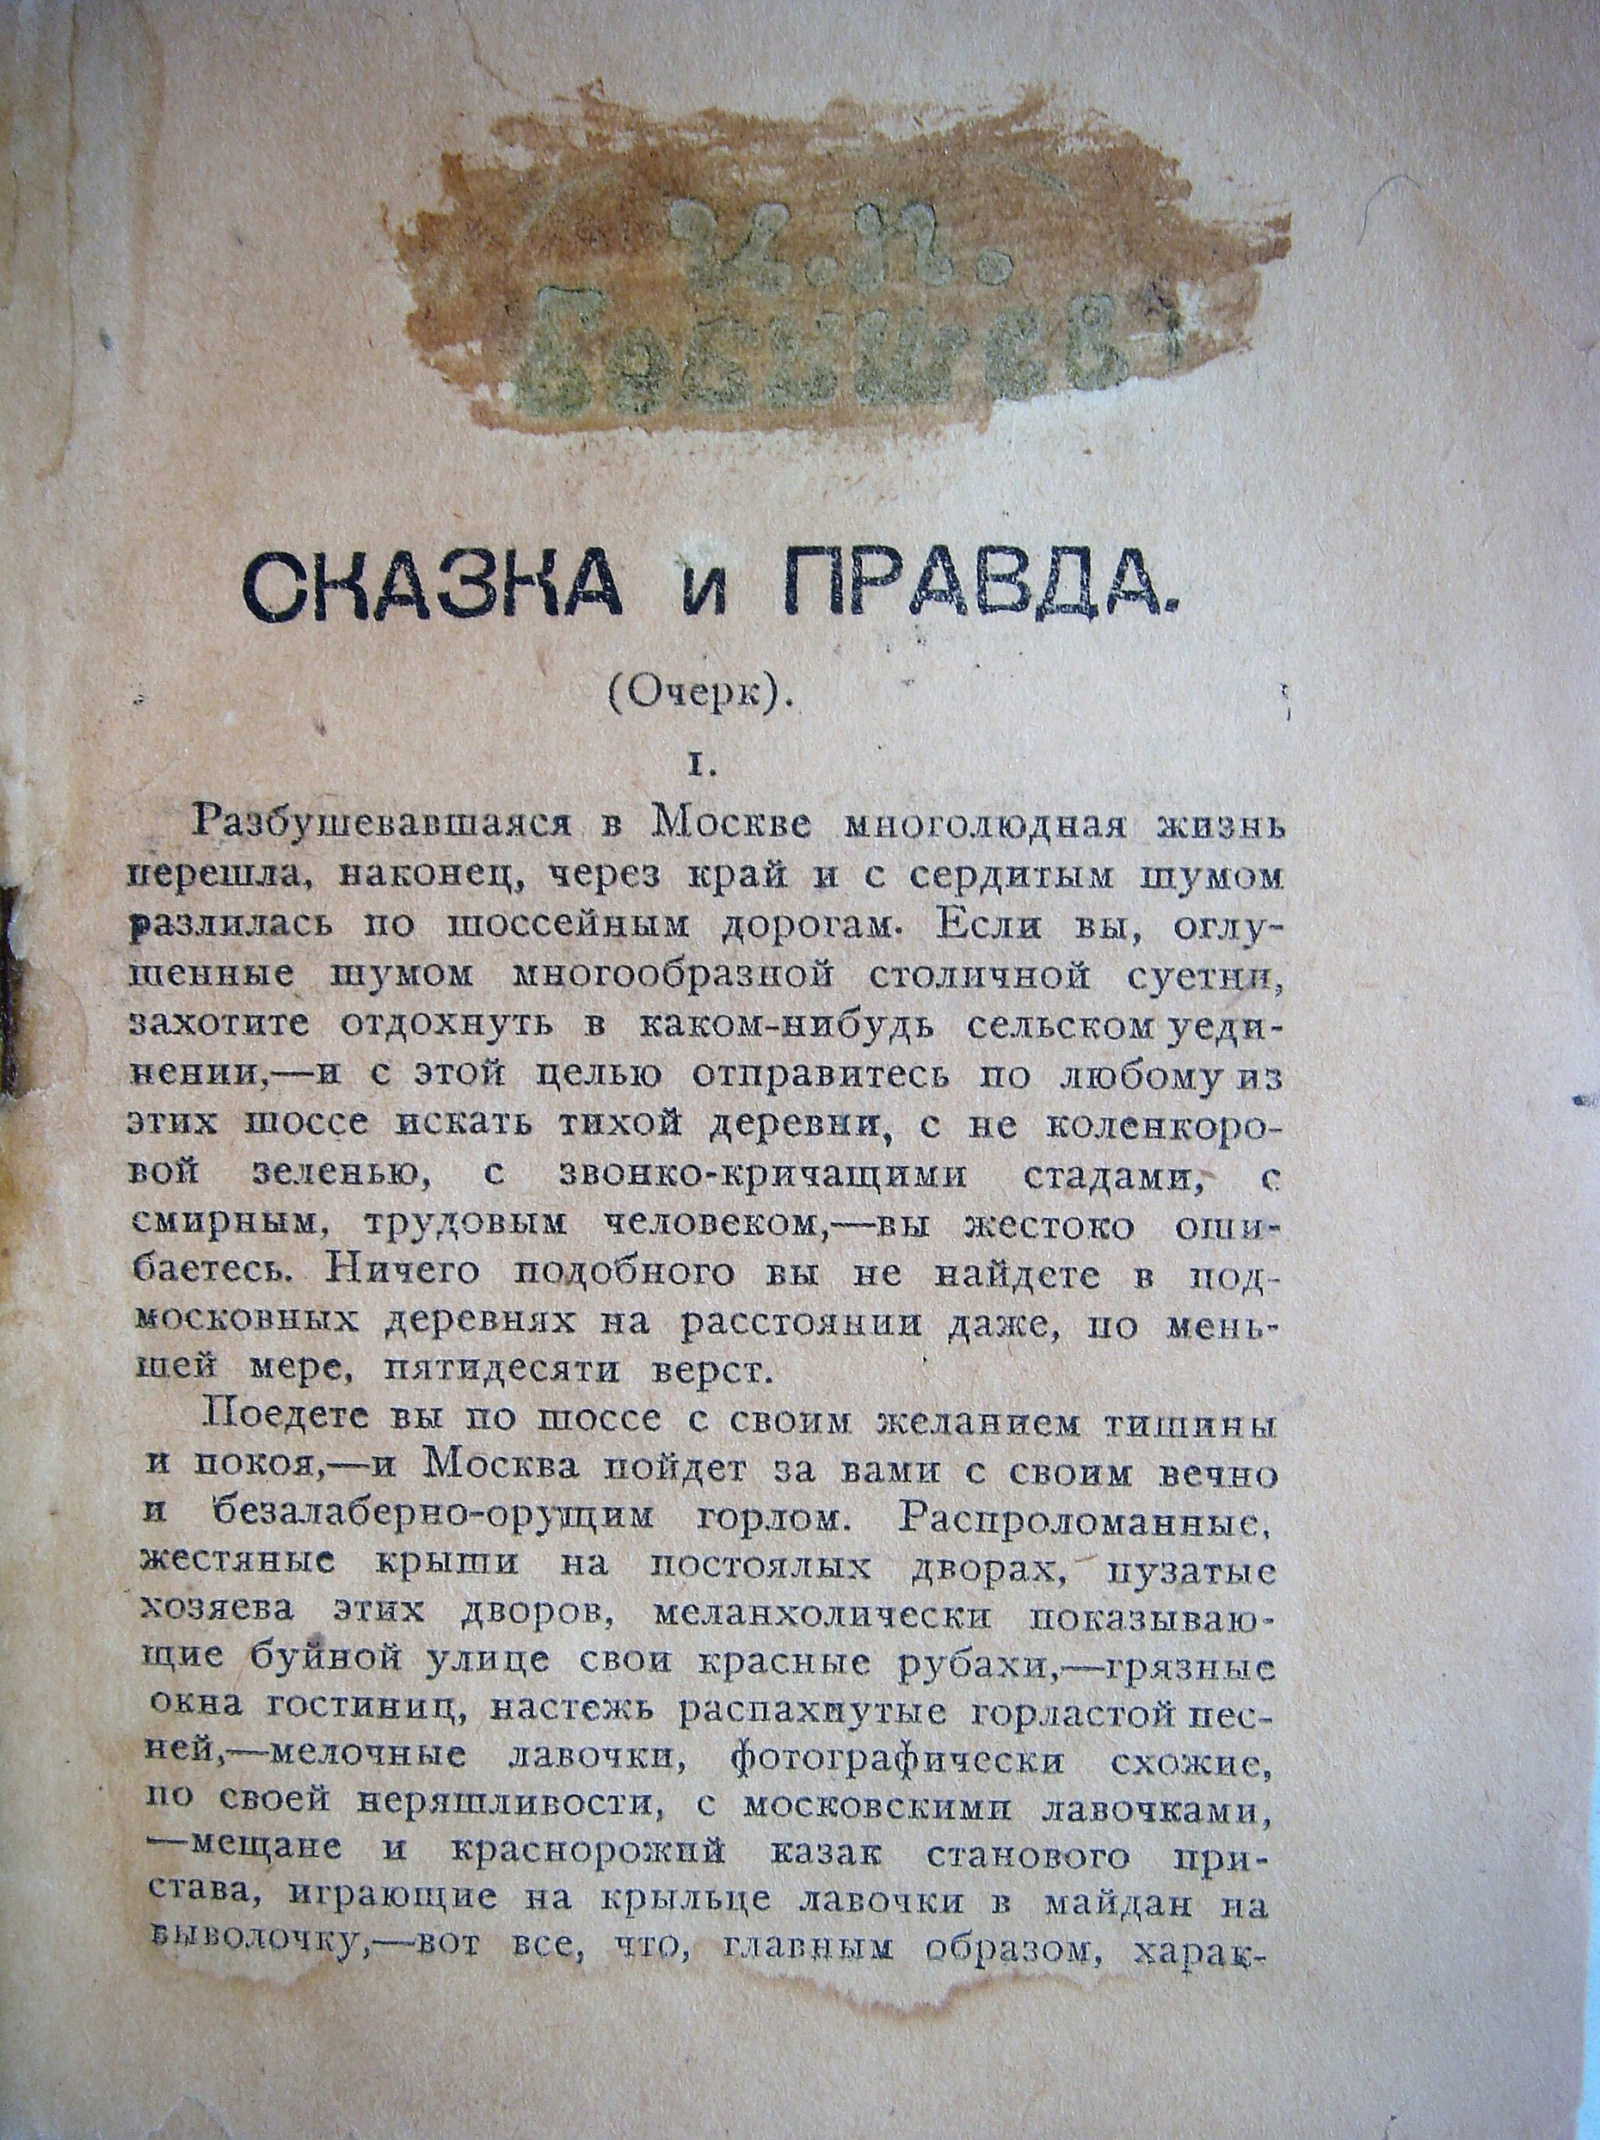 И.П.
Босишев
СКАЗКА и ПРАВДА.
(Очерк).
I.
Разбушевавшаяся в Москве многолюдная жизнь
перешла, наконец, через край и с сердитым шумом
разлилась по шоссейным дорогам. Если вы, оглу-
шенные шумом многообразной столичной суетни,
захотите отдохнуть в каком-нибудь сельском уеди-
нении,—и с этой целью отправитесь по любому из
этих шоссе искать тихой деревни, с не коленкоро-
вой зеленью, с звонко-кричащими стадами, с
смирным, трудовым человеком,—вы жестоко оши-
баетесь. Ничего подобного вы не найдете в под-
московных деревнях на расстоянии даже, по мень-
шей мере, пятидесяти верст.
Поедете вы по шоссе с своим желанием тишины
и покоя,—и Москва пойдет за вами с своим вечно
и безалаберно-орущим горлом. Распроломанные,
жестяные крыши на постоялых дворах, пузатые
хозяева этих дворов, меланхолически показываю-
щие буйной улице свои красные рубахи,—грязные
окна гостиниц, настежь распахнутые горластой пес-
ней,—мелочные лавочки, фотографически схожие,
по своей неряшливости, с московскими лавочками,
—мещане и краснорожий казак станового при-
става, играющие на крыльце лавочки в майдан на
выволочку,—вот все, что, главным образом, харак-